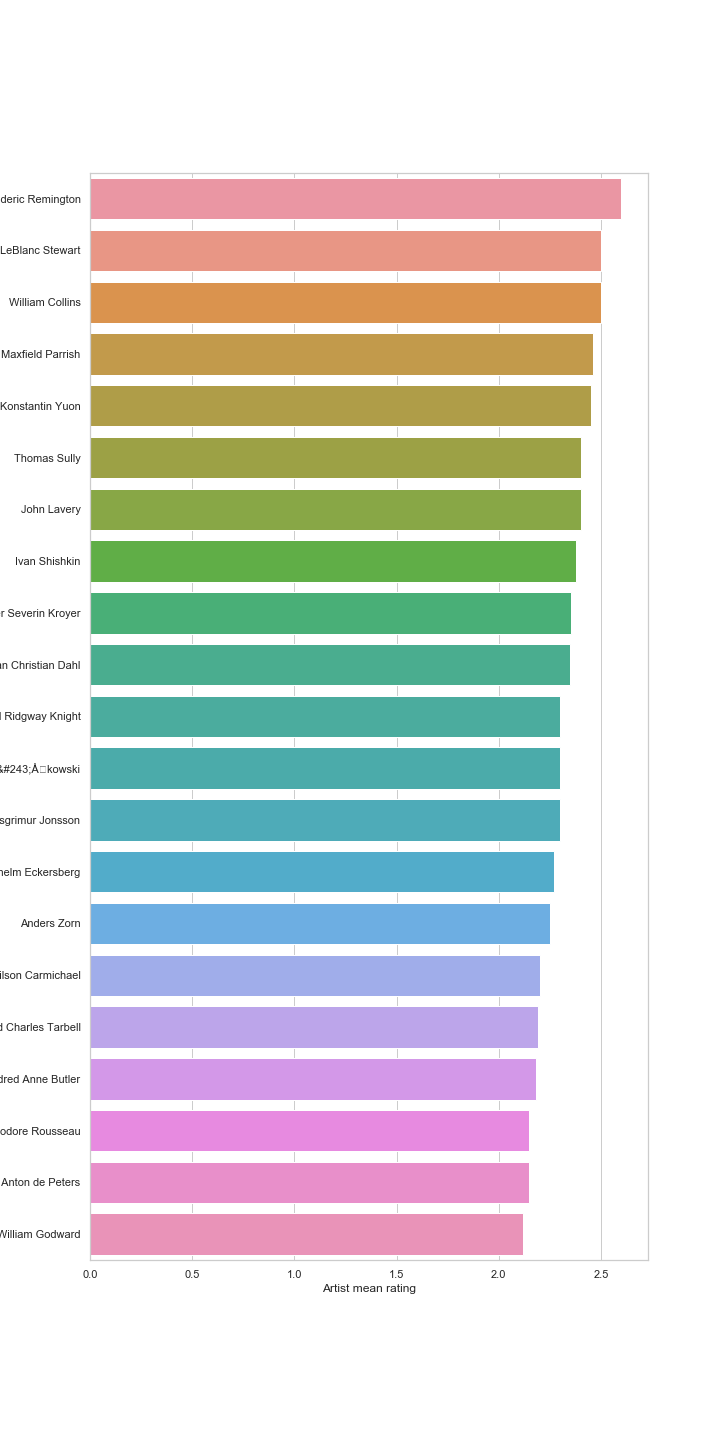 deric Remington
LeBlanc Stewart
William Collins
Maxfield Parrish
Konstantin Yuon
Thomas Sully
John Lavery
Ivan Shishkin
r Severin Kroyer
n Christian Dahl
l Ridgway Knight
&#243;Å□kowski
sgrimur Jonsson
helm Eckersberg
Anders Zorn
ilson Carmichael
d Charles Tarbell
dred Anne Butler
odore Rousseau
Anton de Peters
William Godward
0.0 0.5 1.0 1.5 2.0 2.5
Artist mean rating